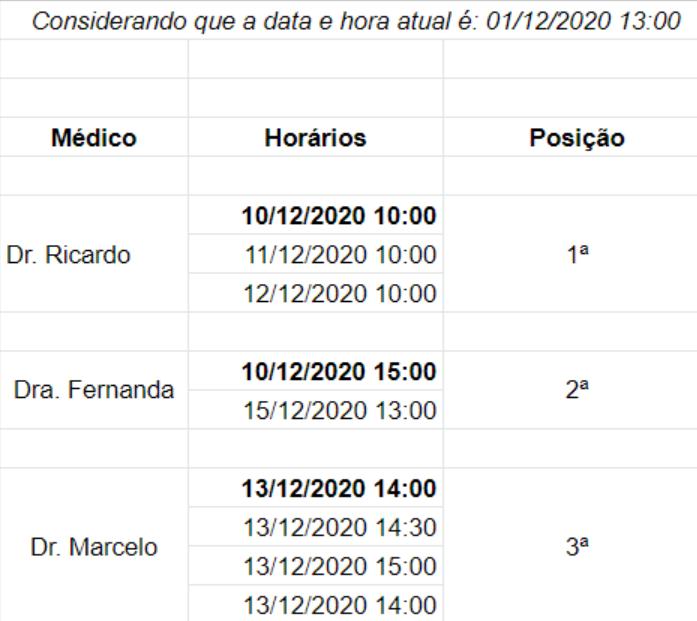 Considerando que a data e hora atual é: 01/12/2020 13:00
Médico Horários Posição
10/12/2020 10:00
Dr. Ricardo 11/12/2020 10:00 1ª
12/12/2020 10:00
10/12/2020 15:00
Dra. Fernanda 2ª
15/12/2020 13:00
13/12/2020 14:00
13/12/2020 14:30
Dr. Marcelo 3ª
13/12/2020 15:00
13/12/2020 14:00